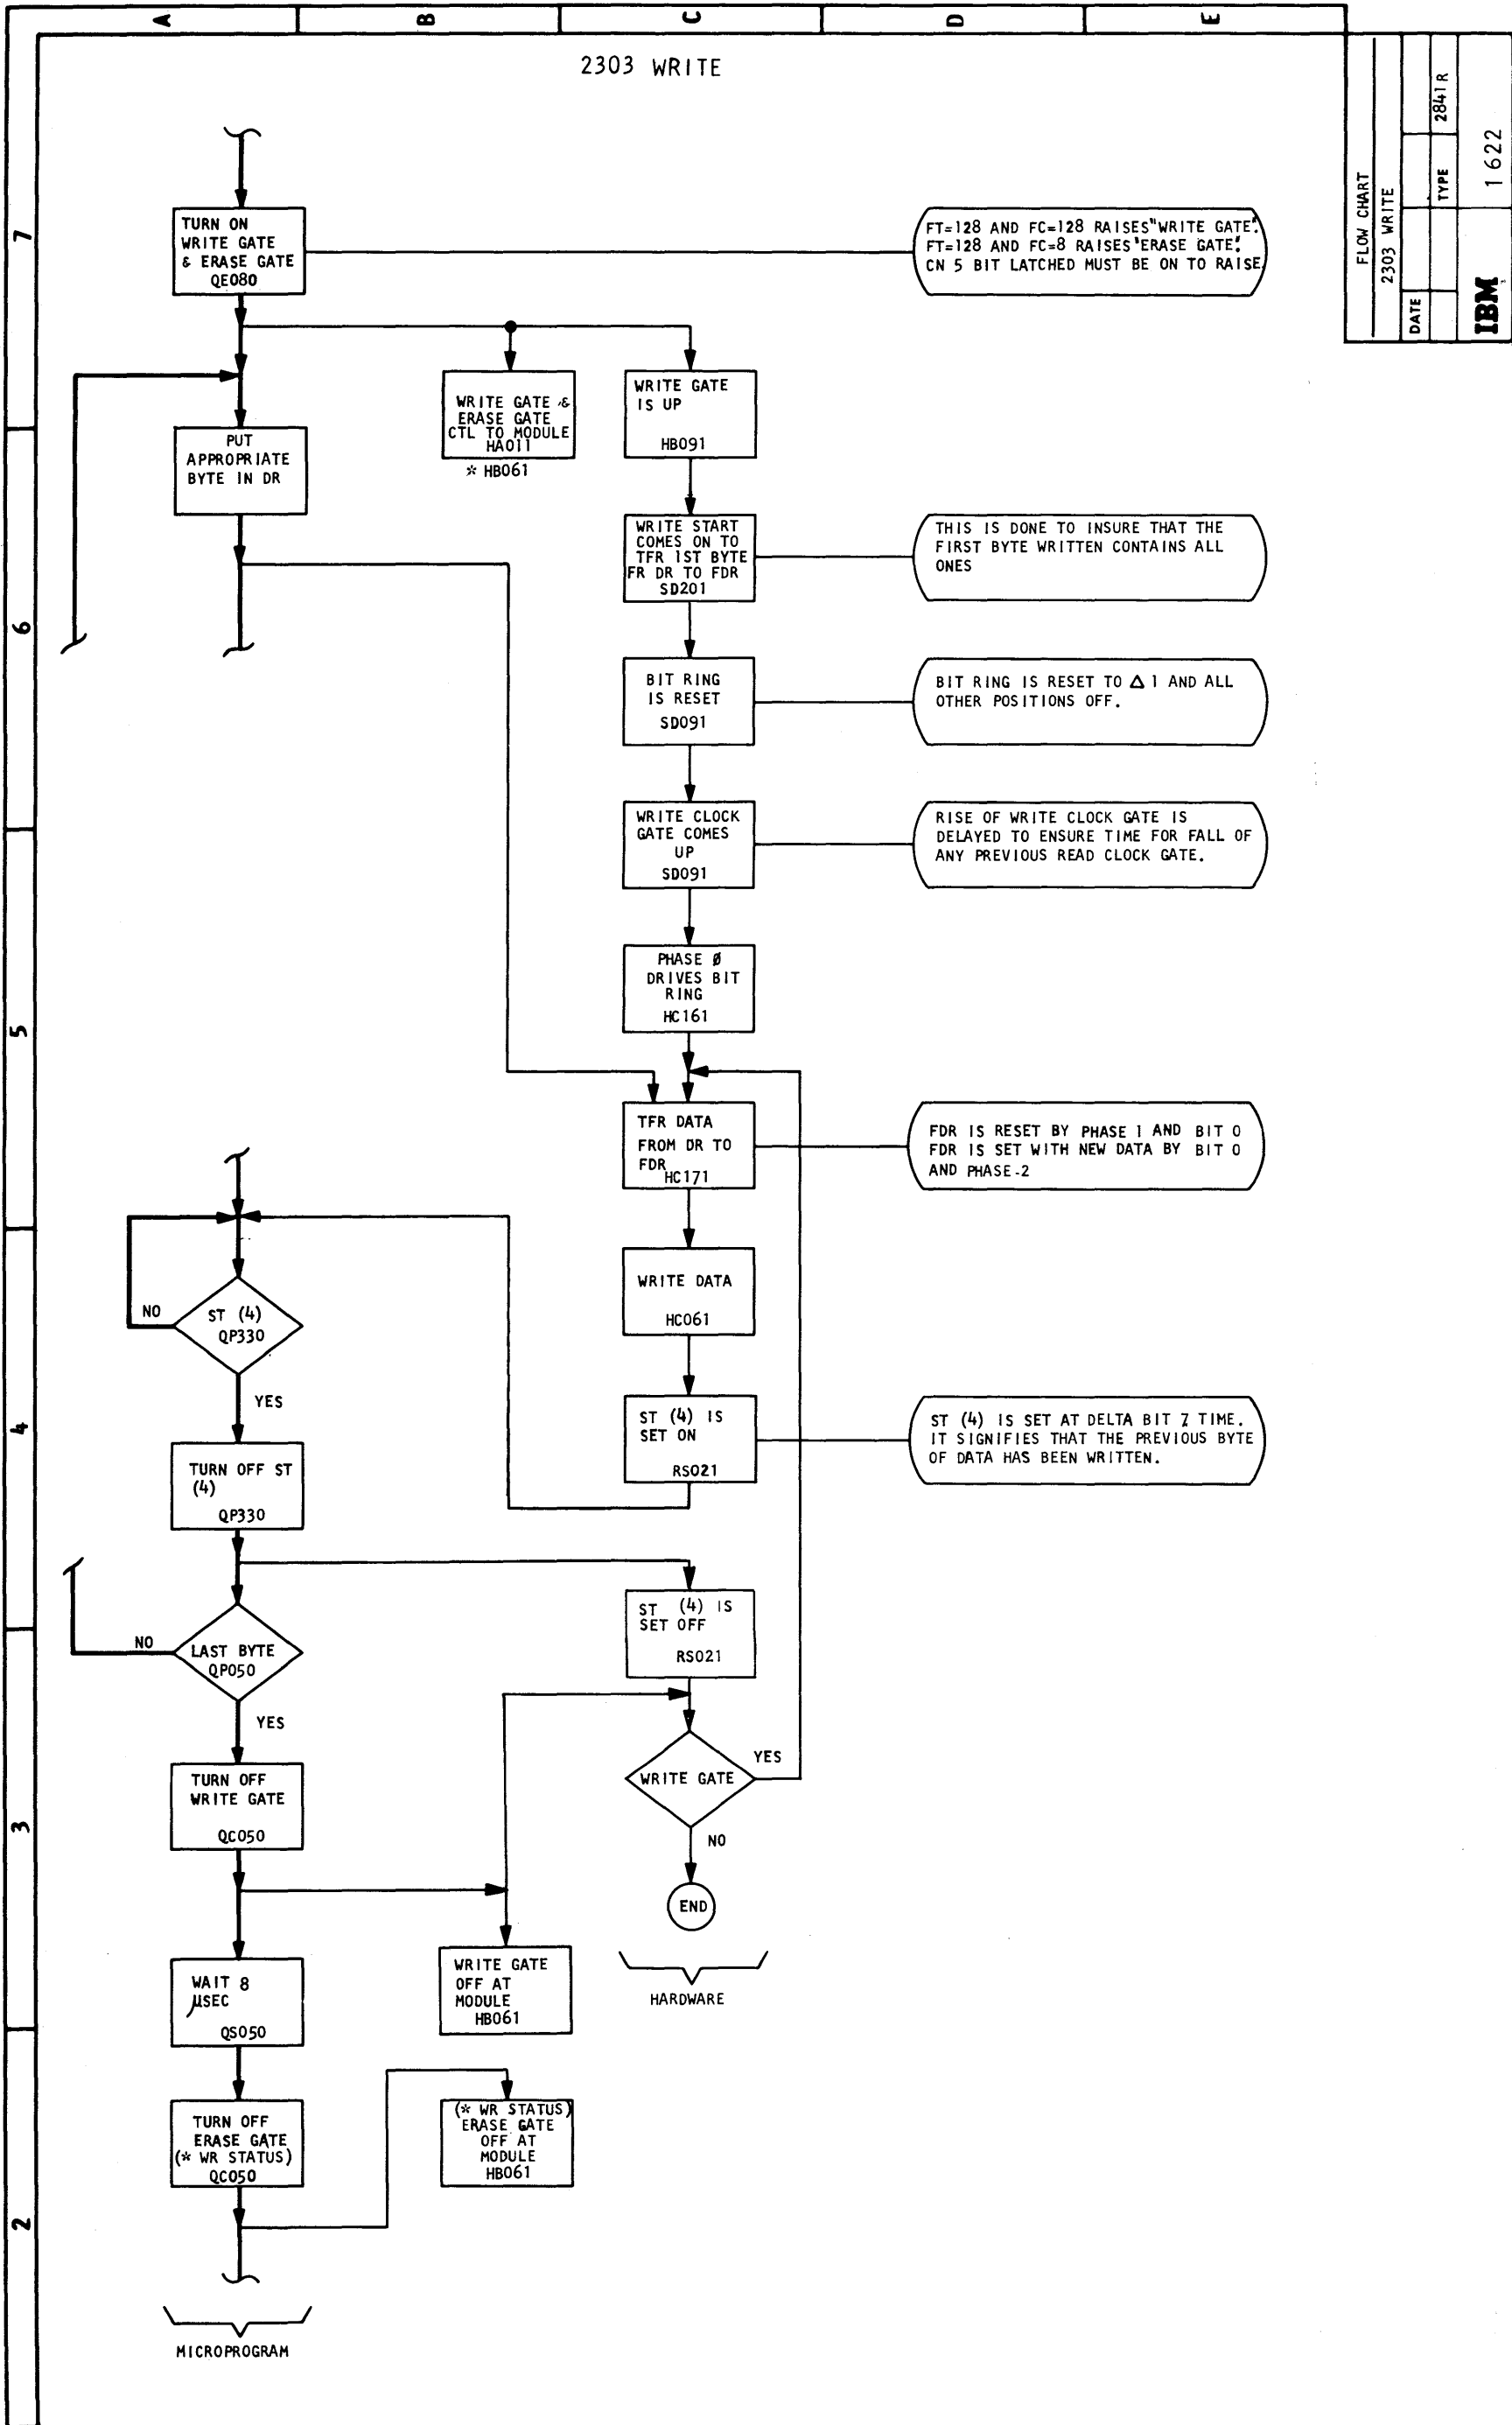 A
B
C
D
E
2303 WRITE
FLOW CHART
2303 WRITE
DATE
TYPE
2841R
IBM
1622
7
6
5
4
3
2
TURN ON
WRITE GATE
& ERASE GATE
QE080
FT=128 AND FC=128 RAISES "WRITE GATE".
FT=128 AND FC=8 RAISES "ERASE GATE".
CN 5 BIT LATCHED MUST BE ON TO RAISE.
PUT
APPROPRIATE
BYTE IN DR
WRITE GATE &
ERASE GATE
CTL TO MODULE
HA011
* HB061
WRITE GATE
IS UP
HB091
WRITE START
COMES ON TO
TFR 1ST BYTE
FR DR TO FDR
SD201
THIS IS DONE TO INSURE THAT THE
FIRST BYTE WRITTEN CONTAINS ALL
ONES
BIT RING
IS RESET
SD091
BIT RING IS RESET TO Δ 1 AND ALL
OTHER POSITIONS OFF.
WRITE CLOCK
GATE COMES
UP
SD091
RISE OF WRITE CLOCK GATE IS
DELAYED TO ENSURE TIME FOR FALL OF
ANY PREVIOUS READ CLOCK GATE.
PHASE Ø
DRIVES BIT
RING
HC161
TFR DATA
FROM DR TO
FDR
HC171
FDR IS RESET BY PHASE 1 AND BIT 0
FDR IS SET WITH NEW DATA BY BIT 0
AND PHASE-2
WRITE DATA
HC061
NO
ST (4)
QP330
YES
ST (4) IS
SET ON
RS021
ST (4) IS SET AT DELTA BIT 7 TIME.
IT SIGNIFIES THAT THE PREVIOUS BYTE
OF DATA HAS BEEN WRITTEN.
TURN OFF ST
(4)
QP330
ST (4) IS
SET OFF
RS021
NO
LAST BYTE
QP050
YES
WRITE GATE
YES
NO
END
HARDWARE
TURN OFF
WRITE GATE
QC050
WAIT 8
µSEC
QS050
WRITE GATE
OFF AT
MODULE
HB061
TURN OFF
ERASE GATE
(* WR STATUS)
QC050
(* WR STATUS)
ERASE GATE
OFF AT
MODULE
HB061
MICROPROGRAM